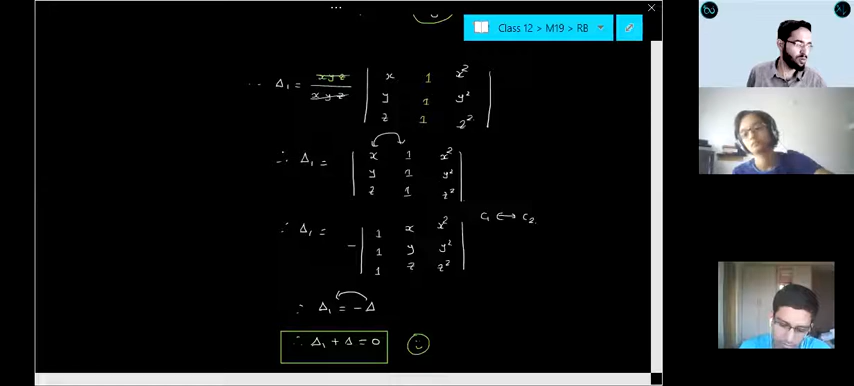 Class 12 > M19 > RB
∴ Δ₁ = xyz/xyz | x 1 x² |
| y 1 y² |
| z 1 z² |
∴ Δ₁ = | x 1 x² |
| y 1 y² |
| z 1 z² |
∴ Δ₁ = - | 1 x x² | C₁ ↔ C₂.
| 1 y y² |
| 1 z z² |
∴ Δ₁ = -Δ
∴ Δ₁ + Δ = 0